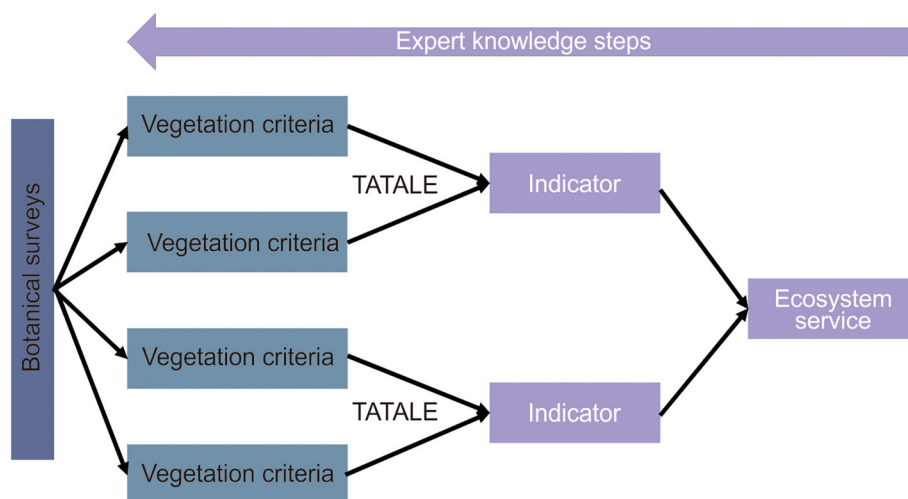 Expert knowledge steps
Botanical surveys
Vegetation criteria
TATALE
Vegetation criteria
Indicator
Vegetation criteria
TATALE
Vegetation criteria
Indicator
Ecosystem
service